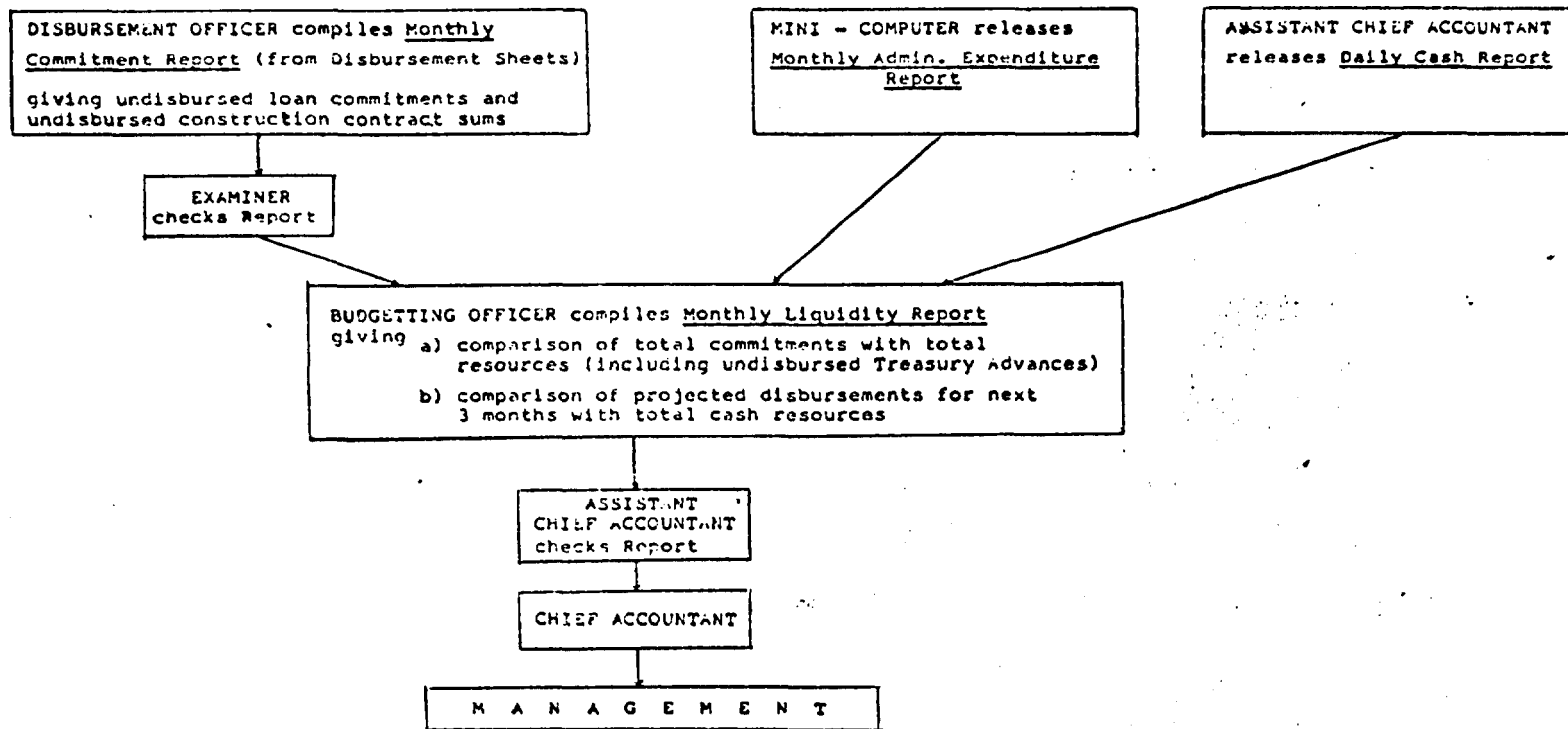 DISBURSEMENT OFFICER compiles Monthly
Commitment Report (from Disbursement Sheets)
giving undisbursed loan commitments and
undisbursed construction contract sums
MINI - COMPUTER releases
Monthly Admin. Expenditure
Report
ASSISTANT CHIEF ACCOUNTANT
releases Daily Cash Report
EXAMINER
checks Report
BUDGETTING OFFICER compiles Monthly Liquidity Report
giving a) comparison of total commitments with total
resources (including undisbursed Treasury Advances)
b) comparison of projected disbursements for next
3 months with total cash resources
ASSISTANT
CHIEF ACCOUNTANT
checks Report
CHIEF ACCOUNTANT
M A N A G E M E N T